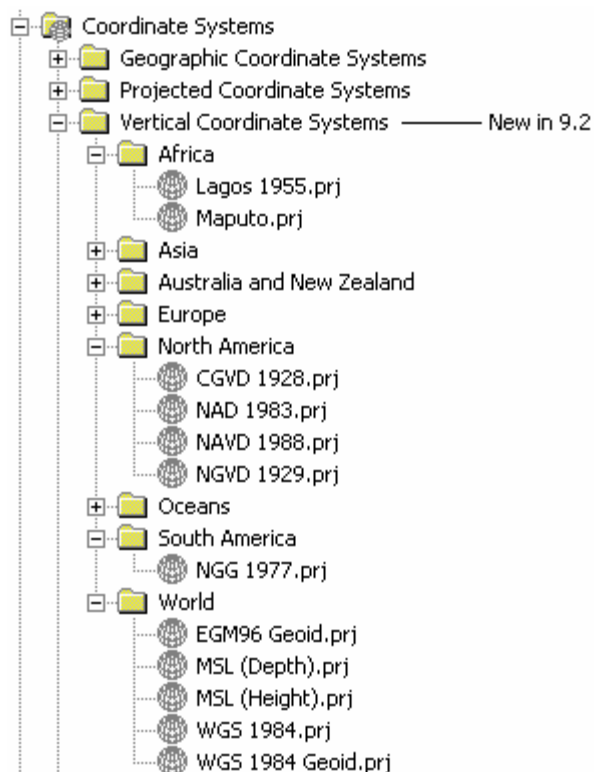 Coordinate Systems
Geographic Coordinate Systems
Projected Coordinate Systems
Vertical Coordinate Systems New in 9.2
Africa
Lagos 1955.prj
Maputo.prj
Asia
Australia and New Zealand
Europe
North America
CGVD 1928.prj
NAD 1983.prj
NAVD 1988.prj
NGVD 1929.prj
Oceans
South America
NGG 1977.prj
World
EGM96 Geoid.prj
MSL (Depth).prj
MSL (Height).prj
WGS 1984.prj
WGS 1984 Geoid.prj